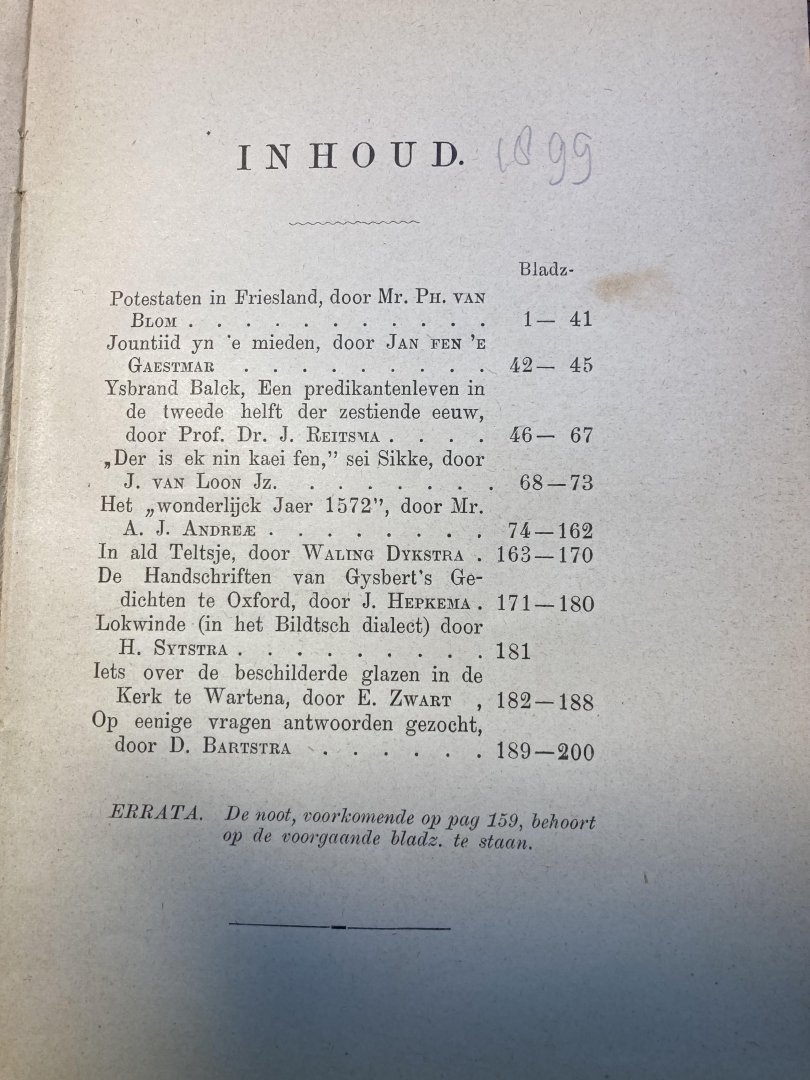 INHOUD. 1899
Bladz-
Potestaten in Friesland, door Mr. PH. VAN
BLOM . . . . . . . . . . . 1— 41
Jountiid yn 'e mieden, door JAN FEN 'E
GAESTMAR . . . . . . . . . 42— 45
Ysbrand Balck, Een predikantenleven in
de tweede helft der zestiende eeuw,
door Prof. Dr. J. REITSMA . . . . 46— 67
„Der is ek nin kaei fen,” sei Sikke, door
J. VAN LOON JZ. . . . . . . . 68—73
Het „wonderlijck Jaer 1572”, door Mr.
A. J. ANDREÆ . . . . . . . . 74—162
In ald Teltsje, door WALING DYKSTRA . 163—170
De Handschriften van Gysbert's Ge-
dichten te Oxford, door J. HEPKEMA . 171—180
Lokwinde (in het Bildtsch dialect) door
H. SYTSTRA . . . . . . . . . 181
Iets over de beschilderde glazen in de
Kerk te Wartena, door E. ZWART , 182—188
Op eenige vragen antwoorden gezocht,
door D. BARTSTRA . . . . . . 189—200
ERRATA. De noot, voorkomende op pag 159, behoort
op de voorgaande bladz. te staan.